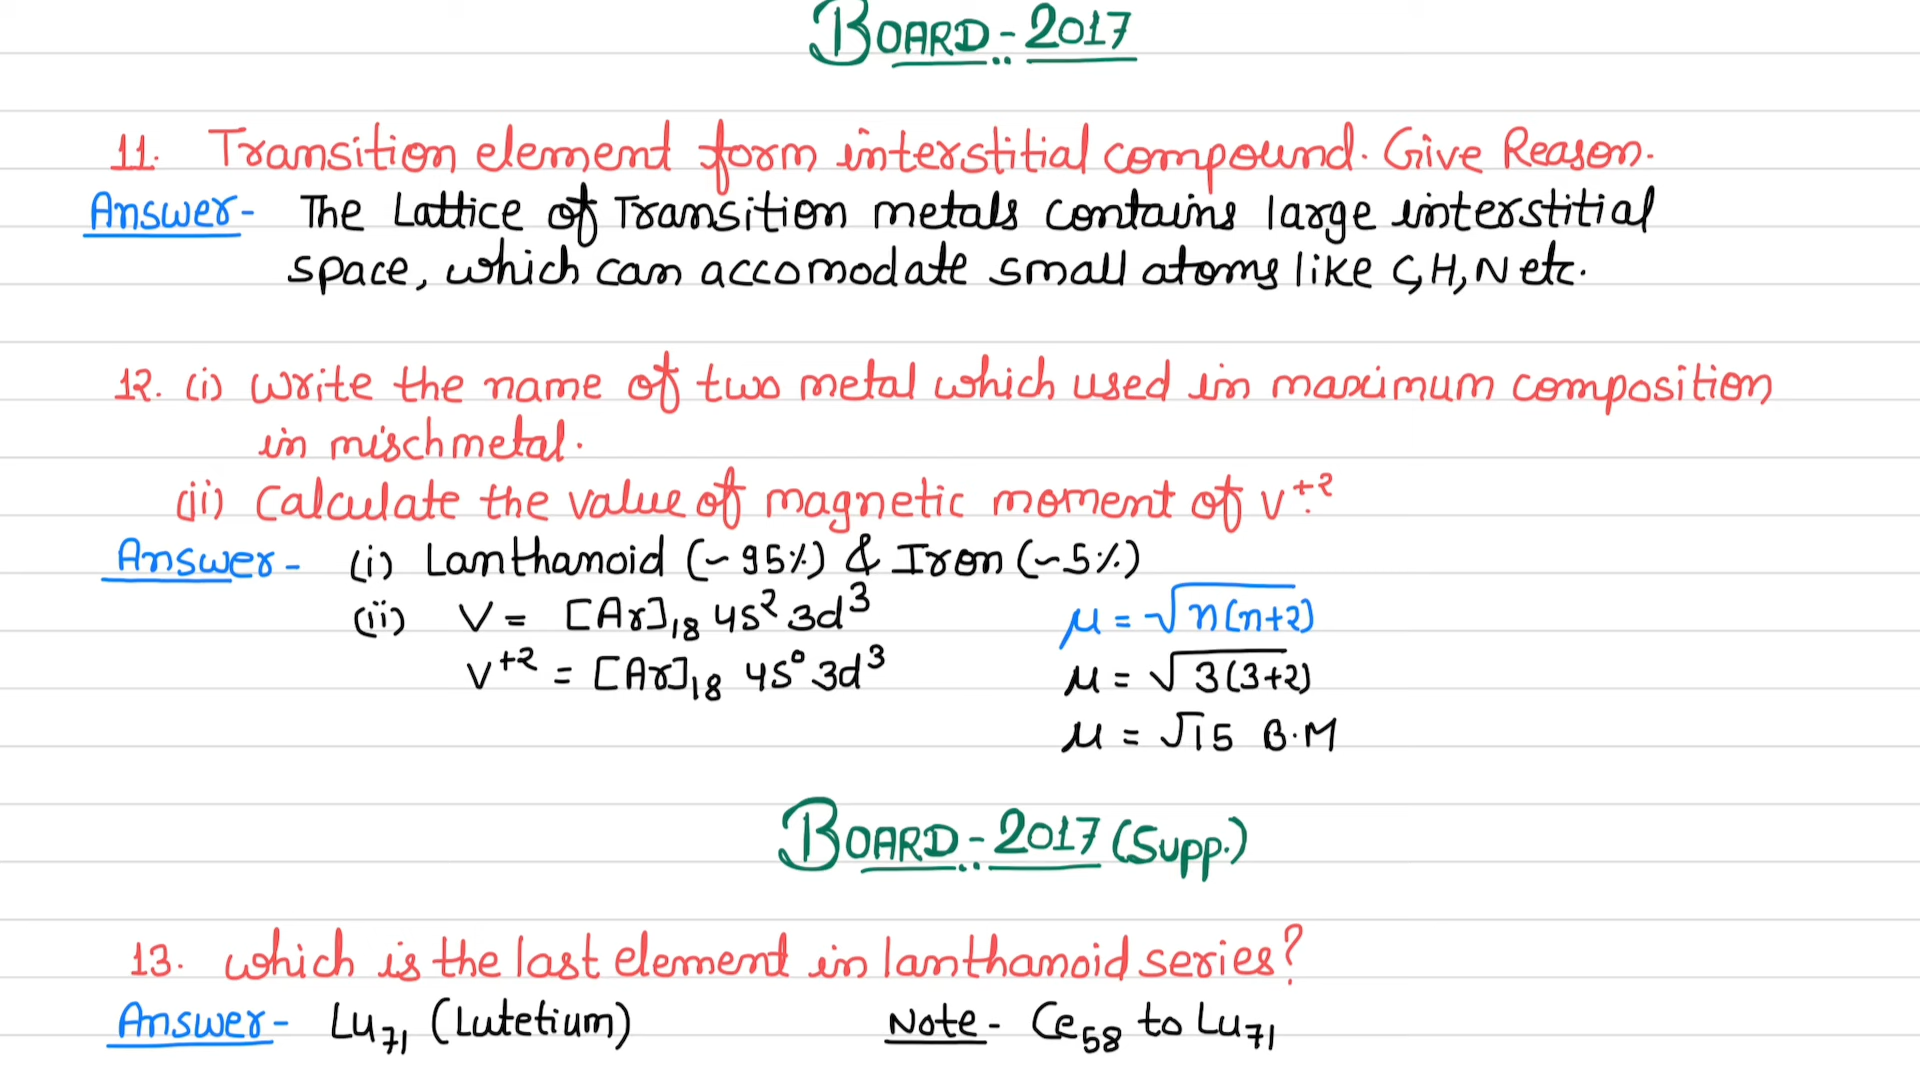 BOARD - 2017
11. Transition element form interstitial compound. Give Reason.
Answer - The Lattice of Transition metals contains large interstitial
space, which can accomodate small atoms like C, H, N etc.
12. (i) Write the name of two metal which used in maximum composition
in mischmetal.
(ii) Calculate the value of magnetic moment of V⁺²?
Answer - (i) Lanthanoid (~95%) & Iron (~5%)
(ii) V = [Ar]₁₈ 4s² 3d³ μ = √n(n+2)
V⁺² = [Ar]₁₈ 4s⁰ 3d³ μ = √3(3+2)
μ = √15 B.M
BOARD - 2017 (Supp.)
13. Which is the last element in lanthanoid series?
Answer - Lu₇₁ (Lutetium) Note - Ce₅₈ to Lu₇₁